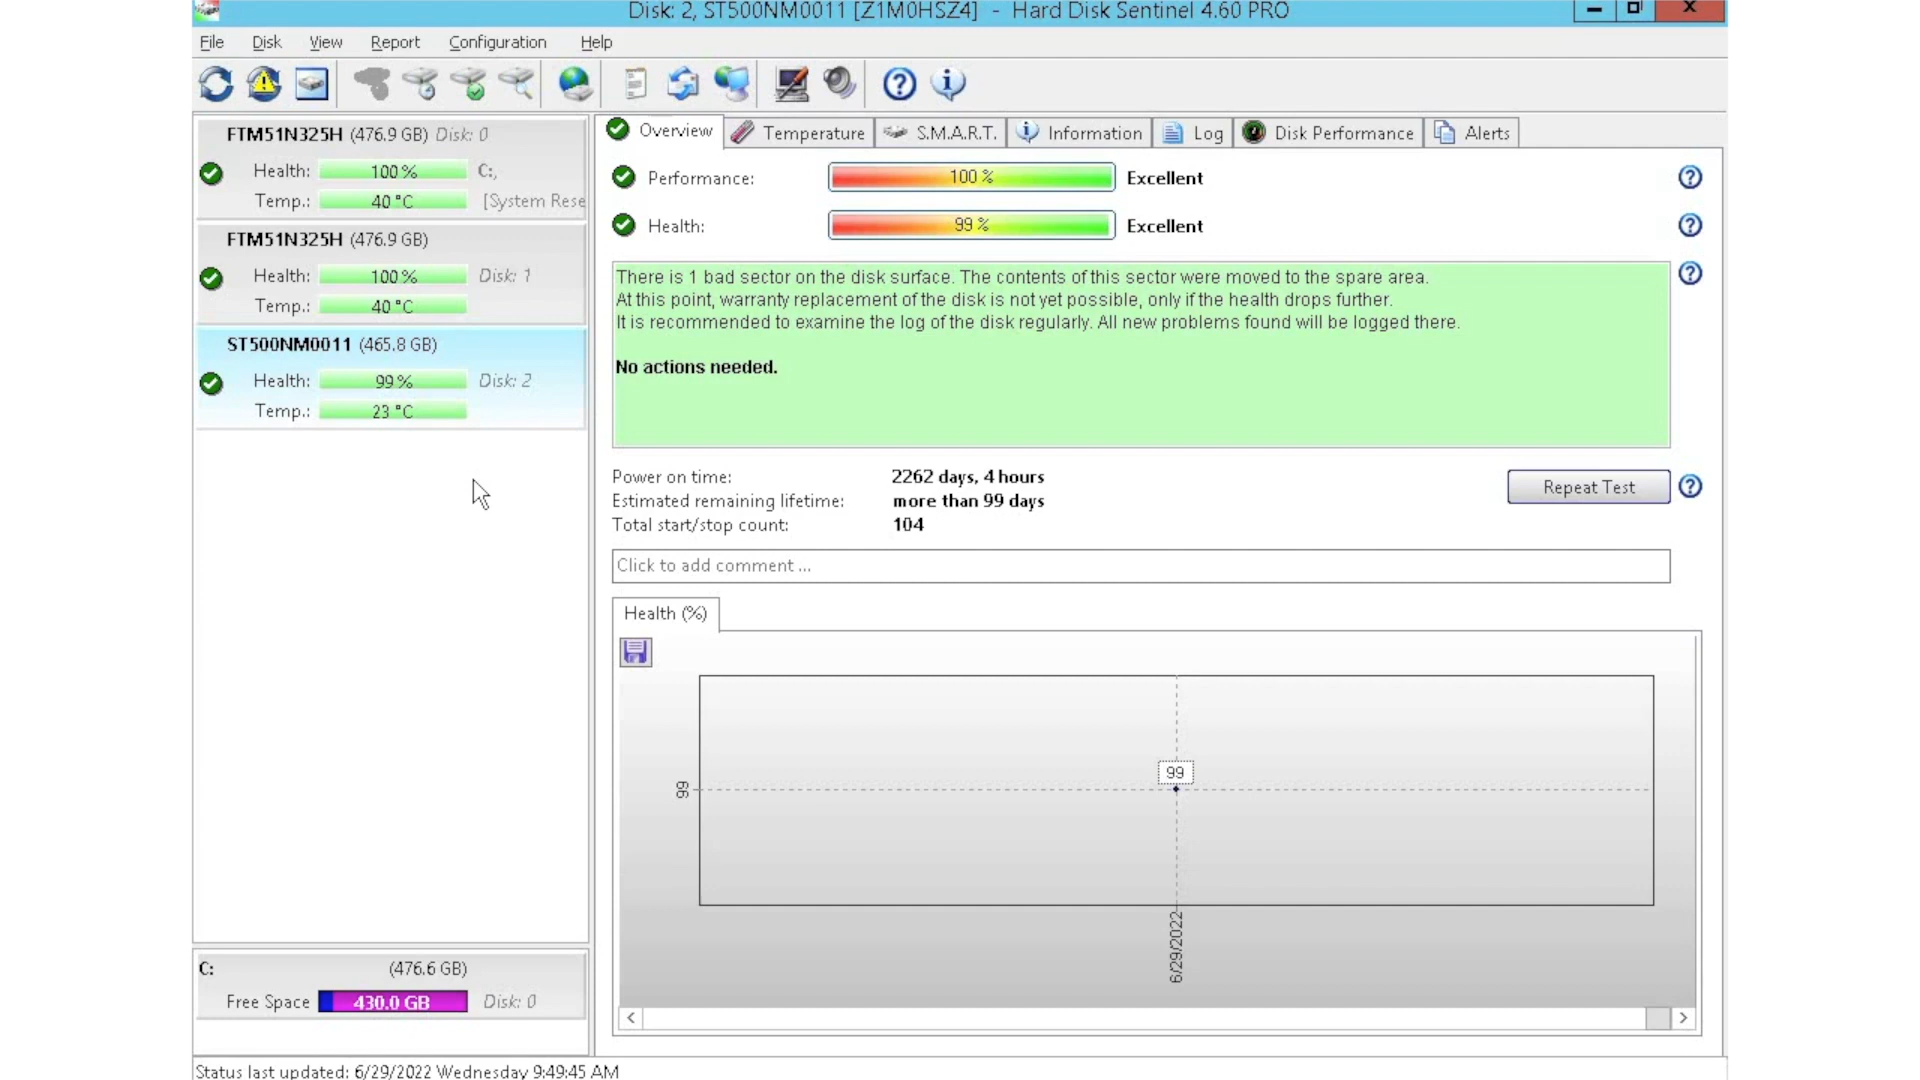 Disk: 2, ST500NM0011 [Z1M0HSZ4] - Hard Disk Sentinel 4.60 PRO
File Disk View Report Configuration Help
FTM51N325H (476.9 GB) Disk: 0
Health: 100 % C:,
Temp.: 40 °C [System Rese
FTM51N325H (476.9 GB)
Health: 100 % Disk: 1
Temp.: 40 °C
ST500NM0011 (465.8 GB)
Health: 99 % Disk: 2
Temp.: 23 °C
C: (476.6 GB)
Free Space 430.0 GB Disk: 0
Overview Temperature S.M.A.R.T. Information Log Disk Performance Alerts
Performance: 100 % Excellent
Health: 99 % Excellent
There is 1 bad sector on the disk surface. The contents of this sector were moved to the spare area.
At this point, warranty replacement of the disk is not yet possible, only if the health drops further.
It is recommended to examine the log of the disk regularly. All new problems found will be logged there.
No actions needed.
Power on time: 2262 days, 4 hours
Estimated remaining lifetime: more than 99 days
Total start/stop count: 104
Repeat Test
Click to add comment ...
Health (%)
99
99
6/29/2022
Status last updated: 6/29/2022 Wednesday 9:49:45 AM